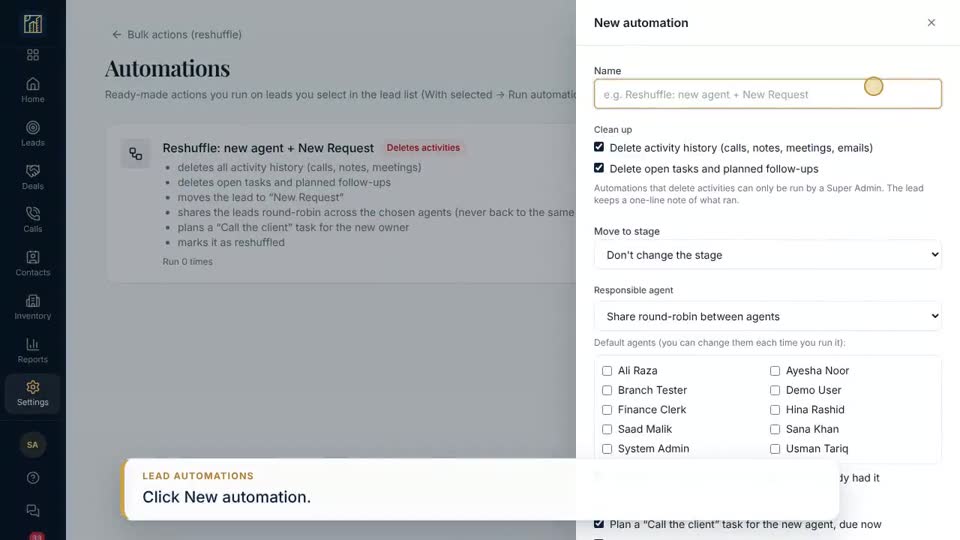 Home
Leads
Deals
Calls
Contacts
Inventory
Reports
Settings
SA
33
Bulk actions (reshuffle)
Automations
Ready-made actions you run on leads you select in the lead list (With selected → Run automatio
Reshuffle: new agent + New Request
Deletes activities
deletes all activity history (calls, notes, meetings)
deletes open tasks and planned follow-ups
moves the lead to “New Request”
shares the leads round-robin across the chosen agents (never back to the same
plans a “Call the client” task for the new owner
marks it as reshuffled
Run 0 times
New automation
Name
e.g. Reshuffle: new agent + New Request
Clean up
Delete activity history (calls, notes, meetings, emails)
Delete open tasks and planned follow-ups
Automations that delete activities can only be run by a Super Admin. The lead
keeps a one-line note of what ran.
Move to stage
Don't change the stage
Responsible agent
Share round-robin between agents
Default agents (you can change them each time you run it):
Ali Raza
Ayesha Noor
Branch Tester
Demo User
Finance Clerk
Hina Rashid
Saad Malik
Sana Khan
System Admin
Usman Tariq
dy had it
Plan a “Call the client” task for the new agent, due now
LEAD AUTOMATIONS
Click New automation.